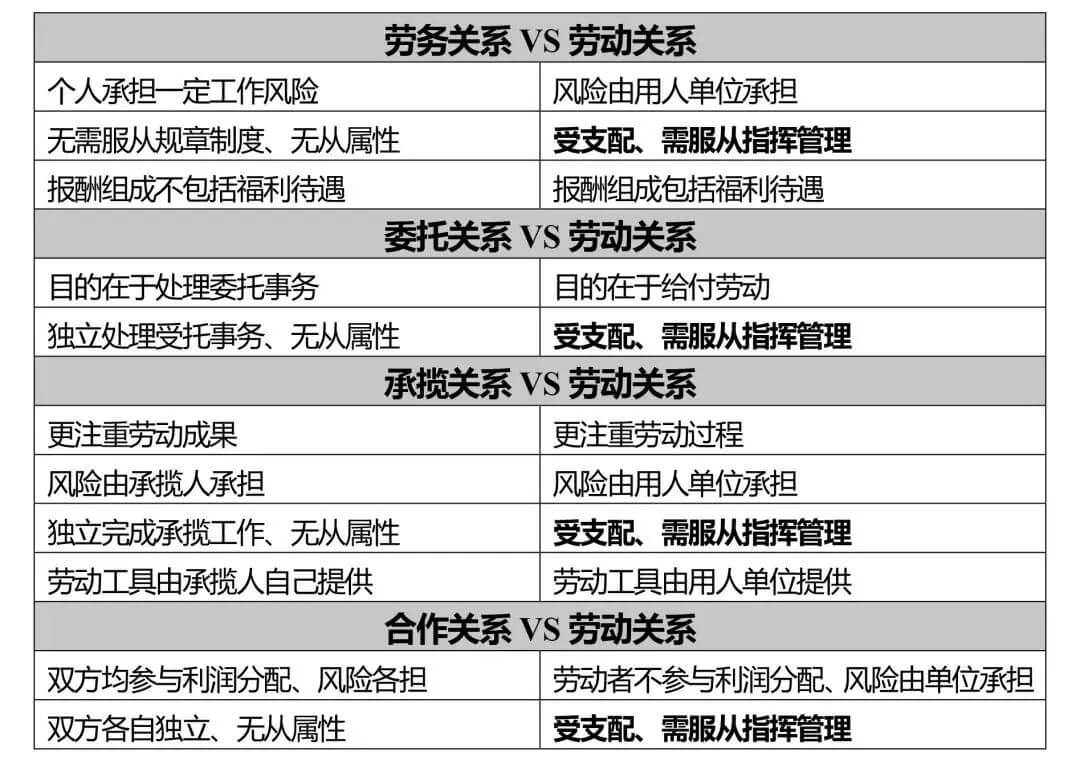 劳务关系 VS 劳动关系
个人承担一定工作风险 风险由用人单位承担
无需服从规章制度、无从属性 受支配、需服从指挥管理
报酬组成不包括福利待遇 报酬组成包括福利待遇
委托关系 VS 劳动关系
目的在于处理委托事务 目的在于给付劳动
独立处理受托事务、无从属性 受支配、需服从指挥管理
承揽关系 VS 劳动关系
更注重劳动成果 更注重劳动过程
风险由承揽人承担 风险由用人单位承担
独立完成承揽工作、无从属性 受支配、需服从指挥管理
劳动工具由承揽人自己提供 劳动工具由用人单位提供
合作关系 VS 劳动关系
双方均参与利润分配、风险各担 劳动者不参与利润分配、风险由单位承担
双方各自独立、无从属性 受支配、需服从指挥管理